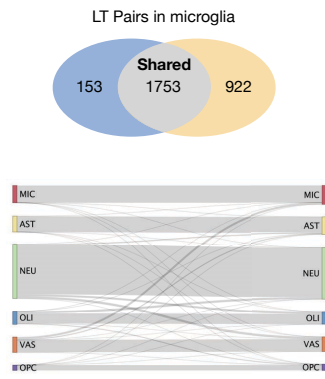 LT Pairs in microglia
Shared
153 1753 922
MIC MIC
AST AST
NEU NEU
OLI OLI
VAS VAS
OPC OPC